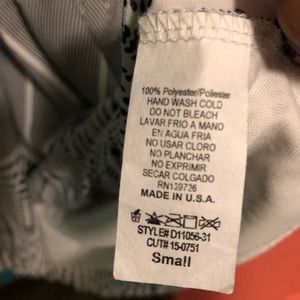 100% Polyester/Poliester
HAND WASH COLD
DO NOT BLEACH
LAVAR FRIO A MANO
EN AGUA FRIA
NO USAR CLORO
NO PLANCHAR
NO EXPRIMIR
SECAR COLGADO
RN139726
MADE IN U.S.A.
STYLE# D11056-31
CUT# 15-0751
Small